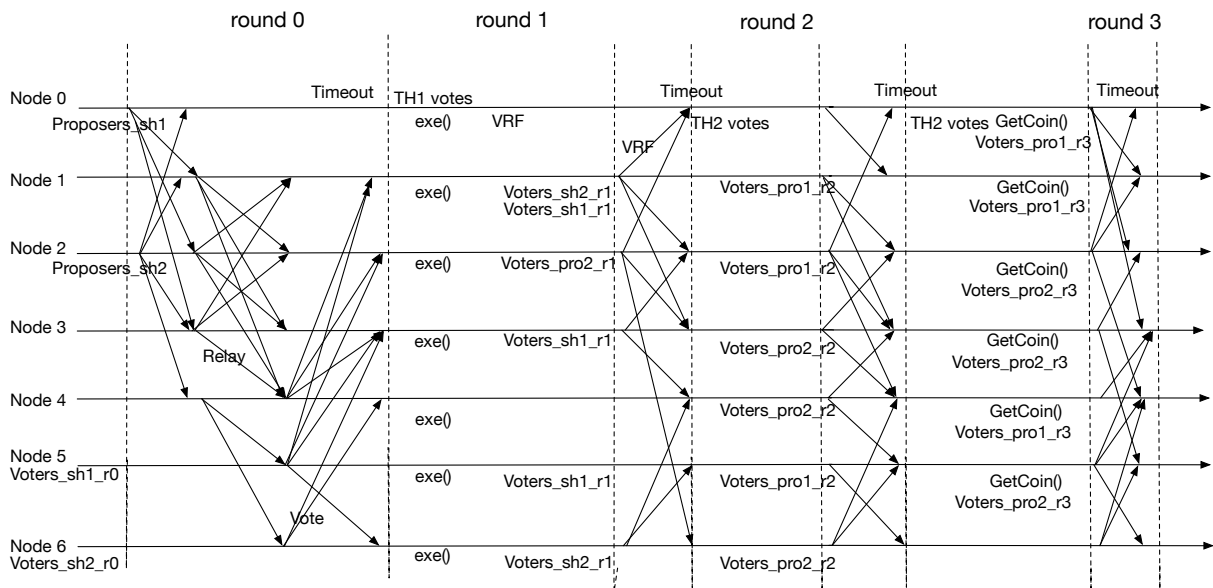 round 0 round 1 round 2 round 3
Timeout Timeout Timeout Timeout
Node 0 TH1 votes
Proposers_sh1 exe() VRF TH2 votes TH2 votes GetCoin()
Voters_pro1_r3
VRF
Node 1 exe() Voters_sh2_r1 Voters_pro1_r2 GetCoin()
Voters_sh1_r1 Voters_pro1_r3
Node 2
Proposers_sh2 exe() Voters_pro2_r1 Voters_pro1_r2 GetCoin()
Voters_pro2_r3
Node 3 exe() Voters_sh1_r1 Voters_pro2_r2 GetCoin()
Relay Voters_pro2_r3
Node 4 exe() Voters_pro2_r2 GetCoin()
Voters_pro1_r3
Node 5
Voters_sh1_r0 exe() Voters_sh1_r1 Voters_pro1_r2 GetCoin()
Voters_pro2_r3
Vote
Node 6
Voters_sh2_r0 exe() Voters_sh2_r1 Voters_pro2_r2